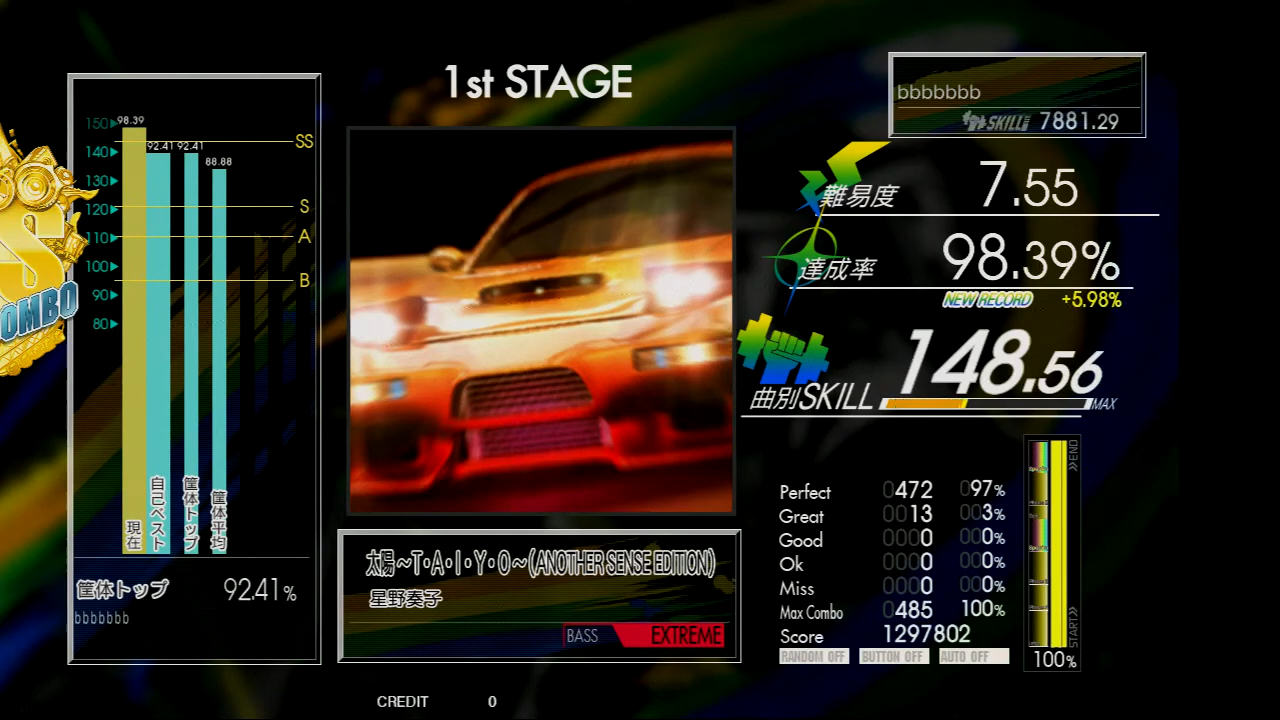 1st STAGE
bbbbbbb
SKILL 7881.29
難易度 7.55
達成率 98.39%
NEW RECORD +5.98%
曲別SKILL 148.56
MAX
150 98.39
SS
140 92.41 92.41 88.88
130
120 S
110 A
100
B
90
80
S
OMBO
現在 自己ベスト 筐体トップ 筐体平均
筐体トップ 92.41%
bbbbbbb
太陽～T・A・I・Y・O～(ANOTHER SENSE EDITION)
星野奏子
BASS EXTREME
Perfect 0472 097%
Great 0013 003%
Good 0000 000%
Ok 0000 000%
Miss 0000 000%
Max Combo 0485 100%
Score 1297802
RANDOM OFF BUTTON OFF AUTO OFF
END
START
100%
CREDIT 0